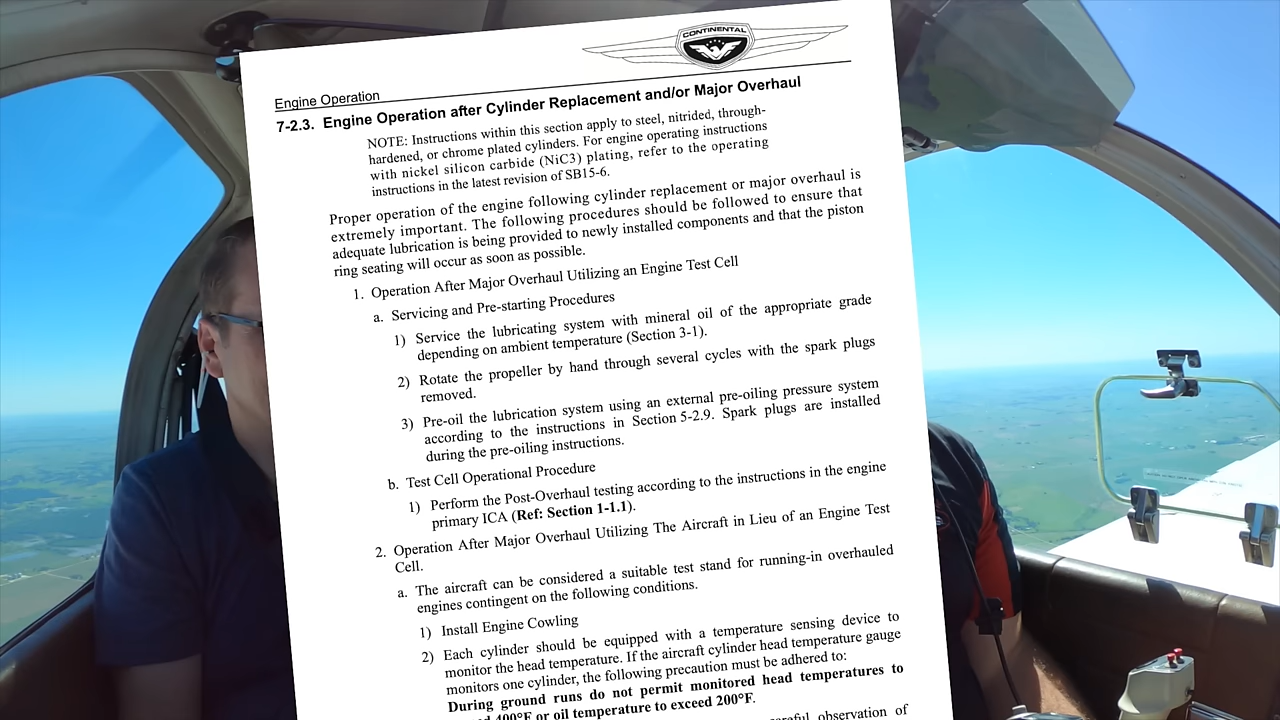 CONTINENTAL
Engine Operation
7-2.3. Engine Operation after Cylinder Replacement and/or Major Overhaul
NOTE: Instructions within this section apply to steel, nitrided, through-
hardened, or chrome plated cylinders. For engine operating instructions
with nickel silicon carbide (NiC3) plating, refer to the operating
instructions in the latest revision of SB15-6.
Proper operation of the engine following cylinder replacement or major overhaul is
extremely important. The following procedures should be followed to ensure that
adequate lubrication is being provided to newly installed components and that the piston
ring seating will occur as soon as possible.
1. Operation After Major Overhaul Utilizing an Engine Test Cell
a. Servicing and Pre-starting Procedures
1) Service the lubricating system with mineral oil of the appropriate grade
depending on ambient temperature (Section 3-1).
2) Rotate the propeller by hand through several cycles with the spark plugs
removed.
3) Pre-oil the lubrication system using an external pre-oiling pressure system
according to the instructions in Section 5-2.9. Spark plugs are installed
during the pre-oiling instructions.
b. Test Cell Operational Procedure
1) Perform the Post-Overhaul testing according to the instructions in the engine
primary ICA (Ref: Section 1-1.1).
2. Operation After Major Overhaul Utilizing The Aircraft in Lieu of an Engine Test
Cell.
a. The aircraft can be considered a suitable test stand for running-in overhauled
engines contingent on the following conditions.
1) Install Engine Cowling
2) Each cylinder should be equipped with a temperature sensing device to
monitor the head temperature. If the aircraft cylinder head temperature gauge
monitors one cylinder, the following precaution must be adhered to:
During ground runs do not permit monitored head temperatures to
400°F or oil temperature to exceed 200°F.
observation of